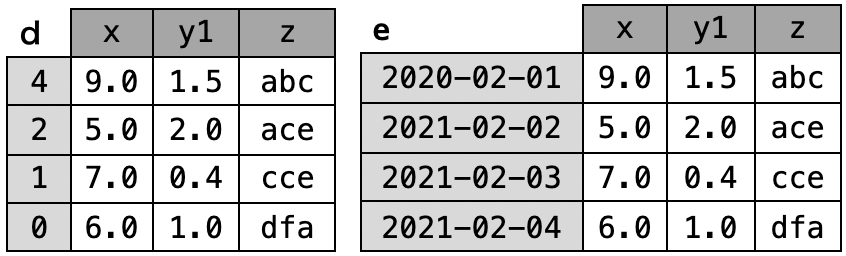 d x y1 z
4 9.0 1.5 abc
2 5.0 2.0 ace
1 7.0 0.4 cce
0 6.0 1.0 dfa
e x y1 z
2020-02-01 9.0 1.5 abc
2021-02-02 5.0 2.0 ace
2021-02-03 7.0 0.4 cce
2021-02-04 6.0 1.0 dfa